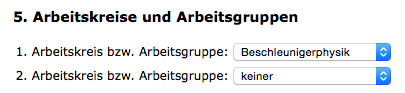 5. Arbeitskreise und Arbeitsgruppen
1. Arbeitskreis bzw. Arbeitsgruppe: Beschleunigerphysik
2. Arbeitskreis bzw. Arbeitsgruppe: keiner